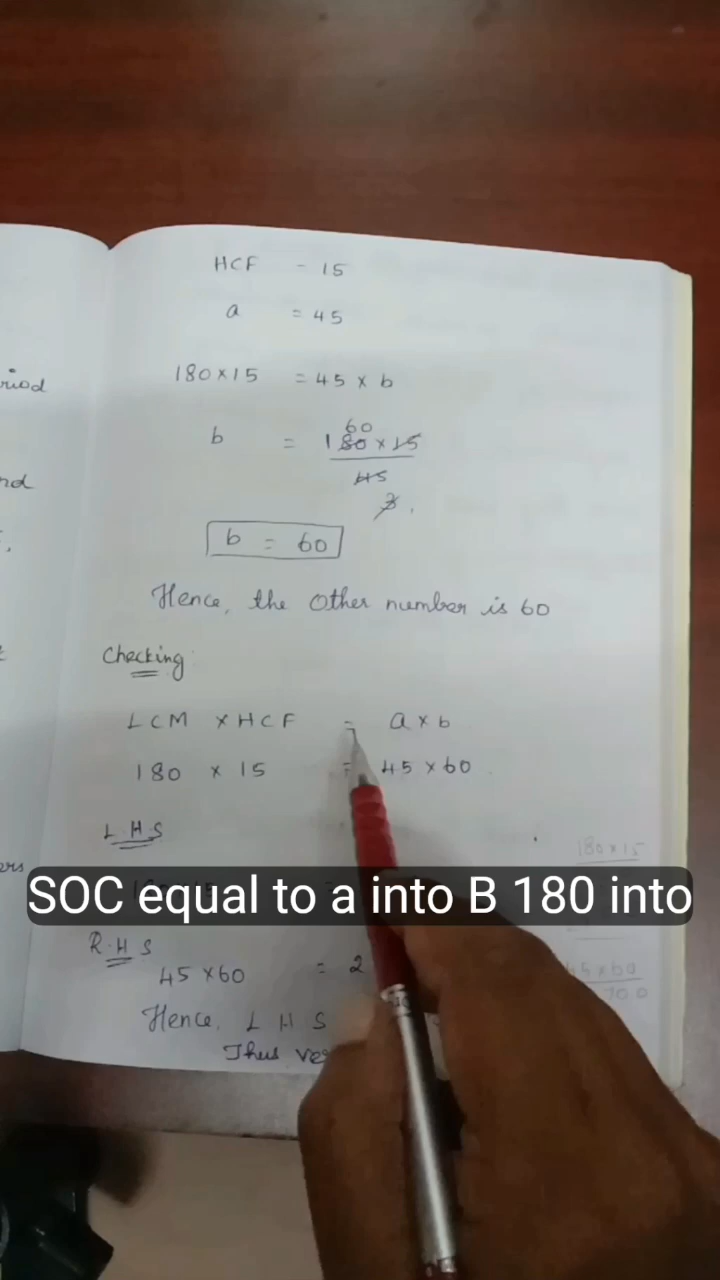 HCF - 15
a = 45
180 × 15 = 45 × b
b = 180 × 15
60
45
3
b = 60
Hence, the other number is 60
Checking
LCM × HCF = a × b
180 × 15 = 45 × 60
L H S
180 × 15
SOC equal to a into B 180 into
R. H S
45 × 60 = 2
45 × 60
Hence, L H S
Thus